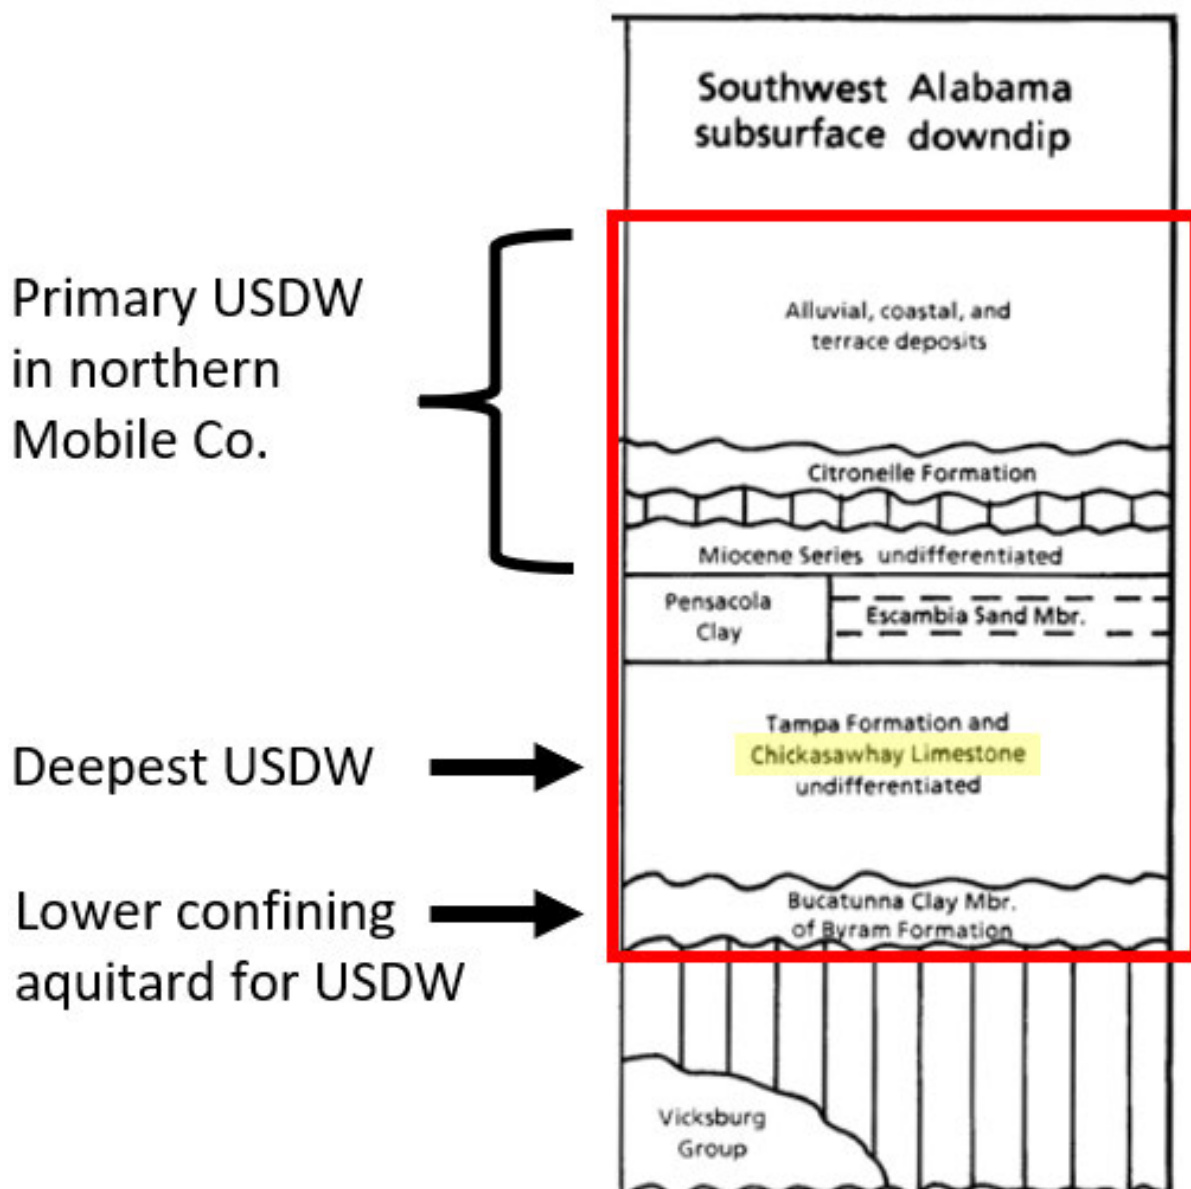 Southwest Alabama
subsurface downdip
Primary USDW
in northern
Mobile Co.
Alluvial, coastal, and
terrace deposits
Citronelle Formation
Miocene Series undifferentiated
Pensacola
Clay
Escambia Sand Mbr.
Tampa Formation and
Chickasawhay Limestone
undifferentiated
Deepest USDW
Lower confining
aquitard for USDW
Bucatunna Clay Mbr.
of Byram Formation
Vicksburg
Group